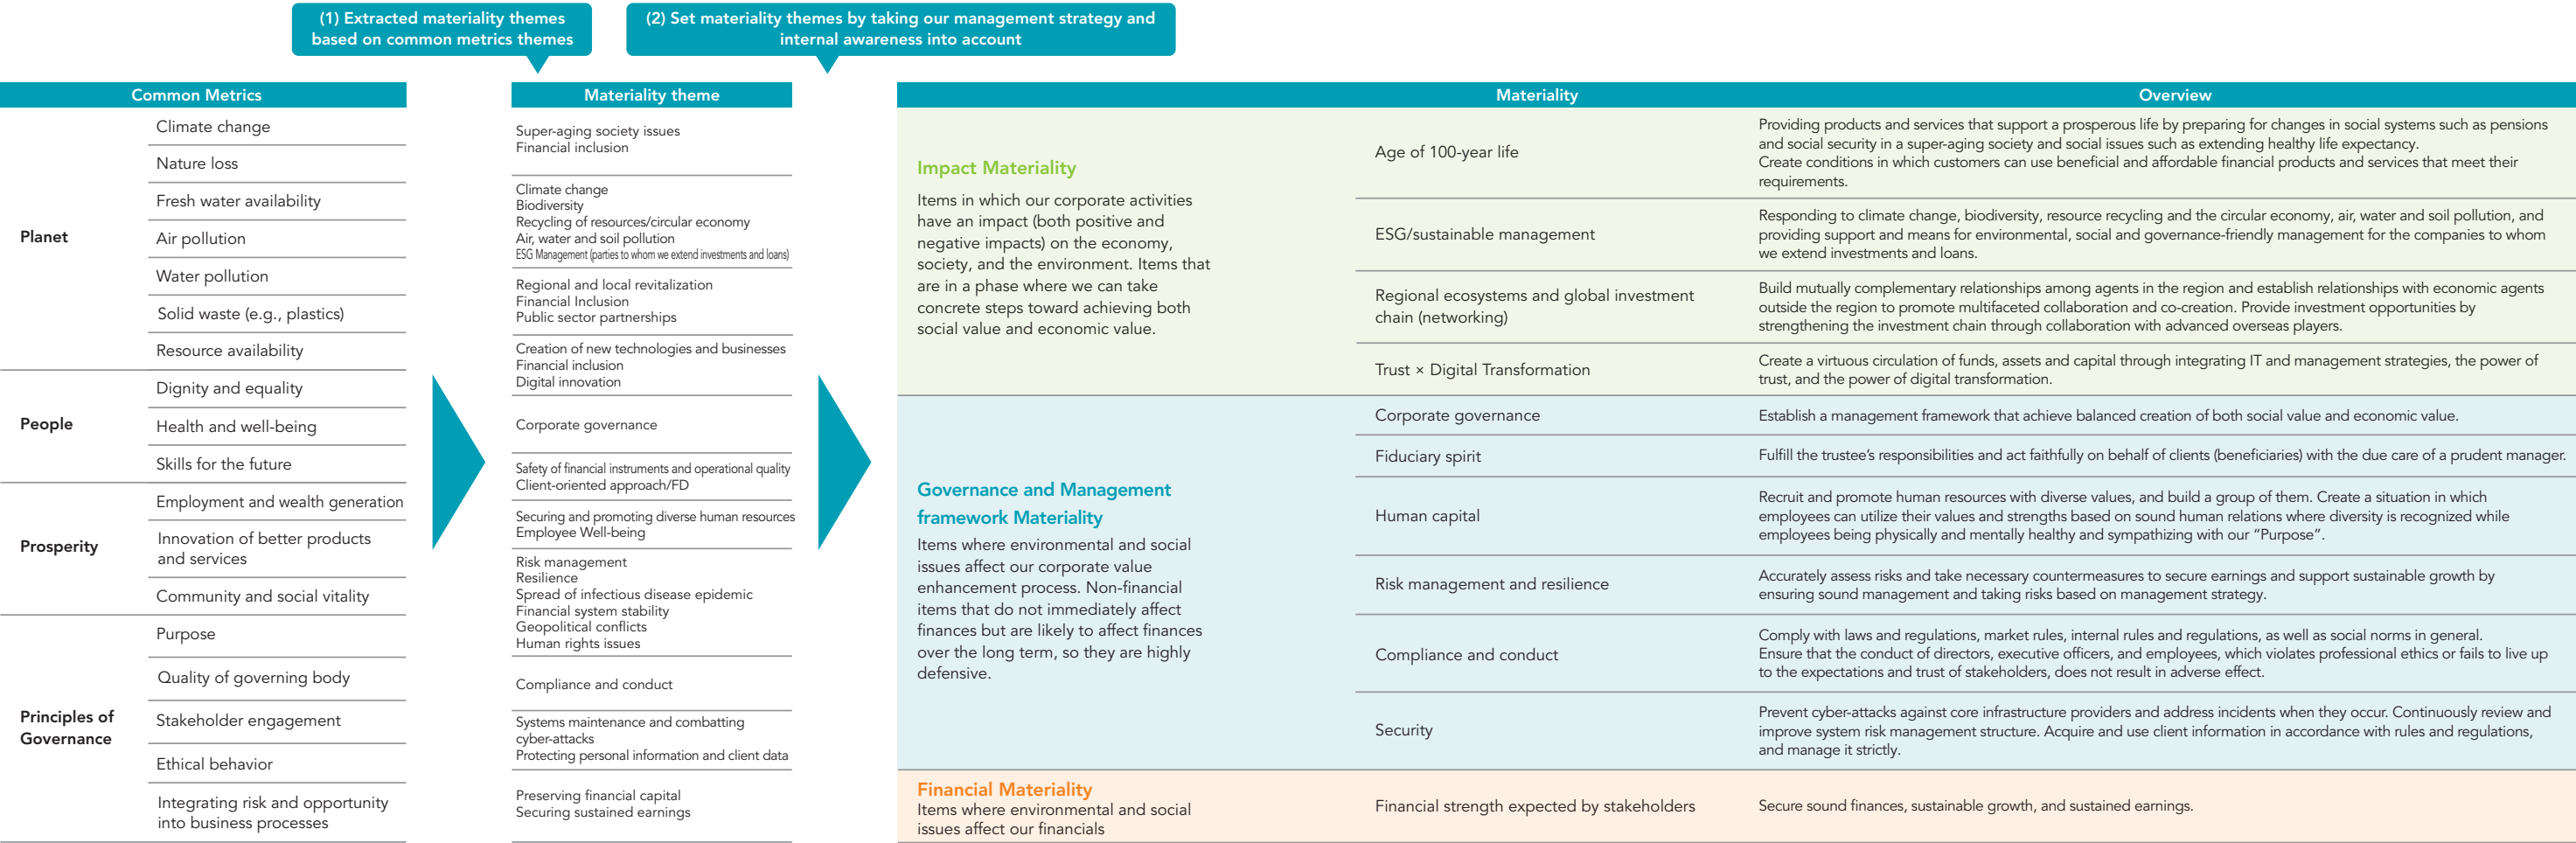 (1) Extracted materiality themes
based on common metrics themes
(2) Set materiality themes by taking our management strategy and
internal awareness into account
Common Metrics
Planet
Climate change
Nature loss
Fresh water availability
Air pollution
Water pollution
Solid waste (e.g., plastics)
Resource availability
People
Dignity and equality
Health and well-being
Skills for the future
Prosperity
Employment and wealth generation
Innovation of better products
and services
Community and social vitality
Principles of
Governance
Purpose
Quality of governing body
Stakeholder engagement
Ethical behavior
Integrating risk and opportunity
into business processes
Materiality theme
Super-aging society issues
Financial inclusion
Climate change
Biodiversity
Recycling of resources/circular economy
Air, water and soil pollution
ESG Management (parties to whom we extend investments and loans)
Regional and local revitalization
Financial Inclusion
Public sector partnerships
Creation of new technologies and businesses
Financial inclusion
Digital innovation
Corporate governance
Safety of financial instruments and operational quality
Client-oriented approach/FD
Securing and promoting diverse human resources
Employee Well-being
Risk management
Resilience
Spread of infectious disease epidemic
Financial system stability
Geopolitical conflicts
Human rights issues
Compliance and conduct
Systems maintenance and combatting
cyber-attacks
Protecting personal information and client data
Preserving financial capital
Securing sustained earnings
Materiality
Overview
Impact Materiality
Items in which our corporate activities
have an impact (both positive and
negative impacts) on the economy,
society, and the environment. Items that
are in a phase where we can take
concrete steps toward achieving both
social value and economic value.
Age of 100-year life
Providing products and services that support a prosperous life by preparing for changes in social systems such as pensions
and social security in a super-aging society and social issues such as extending healthy life expectancy.
Create conditions in which customers can use beneficial and affordable financial products and services that meet their
requirements.
ESG/sustainable management
Responding to climate change, biodiversity, resource recycling and the circular economy, air, water and soil pollution, and
providing support and means for environmental, social and governance-friendly management for the companies to whom
we extend investments and loans.
Regional ecosystems and global investment
chain (networking)
Build mutually complementary relationships among agents in the region and establish relationships with economic agents
outside the region to promote multifaceted collaboration and co-creation. Provide investment opportunities by
strengthening the investment chain through collaboration with advanced overseas players.
Trust × Digital Transformation
Create a virtuous circulation of funds, assets and capital through integrating IT and management strategies, the power of
trust, and the power of digital transformation.
Governance and Management
framework Materiality
Items where environmental and social
issues affect our corporate value
enhancement process. Non-financial
items that do not immediately affect
finances but are likely to affect finances
over the long term, so they are highly
defensive.
Corporate governance
Establish a management framework that achieve balanced creation of both social value and economic value.
Fiduciary spirit
Fulfill the trustee's responsibilities and act faithfully on behalf of clients (beneficiaries) with the due care of a prudent manager.
Human capital
Recruit and promote human resources with diverse values, and build a group of them. Create a situation in which
employees can utilize their values and strengths based on sound human relations where diversity is recognized while
employees being physically and mentally healthy and sympathizing with our “Purpose”.
Risk management and resilience
Accurately assess risks and take necessary countermeasures to secure earnings and support sustainable growth by
ensuring sound management and taking risks based on management strategy.
Compliance and conduct
Comply with laws and regulations, market rules, internal rules and regulations, as well as social norms in general.
Ensure that the conduct of directors, executive officers, and employees, which violates professional ethics or fails to live up
to the expectations and trust of stakeholders, does not result in adverse effect.
Security
Prevent cyber-attacks against core infrastructure providers and address incidents when they occur. Continuously review and
improve system risk management structure. Acquire and use client information in accordance with rules and regulations,
and manage it strictly.
Financial Materiality
Items where environmental and social
issues affect our financials
Financial strength expected by stakeholders
Secure sound finances, sustainable growth, and sustained earnings.